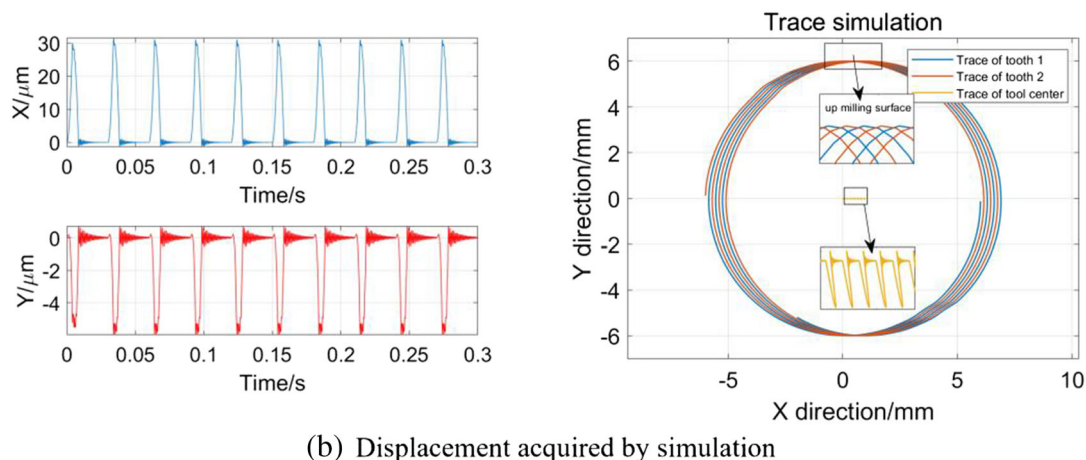 X/μm
30
20
10
0
0 0.05 0.1 0.15 0.2 0.25 0.3
Time/s
Y/μm
0
-2
-4
0 0.05 0.1 0.15 0.2 0.25 0.3
Time/s
Trace simulation
Y direction/mm
6
4
2
0
-2
-4
-6
Trace of tooth 1
Trace of tooth 2
Trace of tool center
up milling surface
-5 0 5 10
X direction/mm
(b) Displacement acquired by simulation